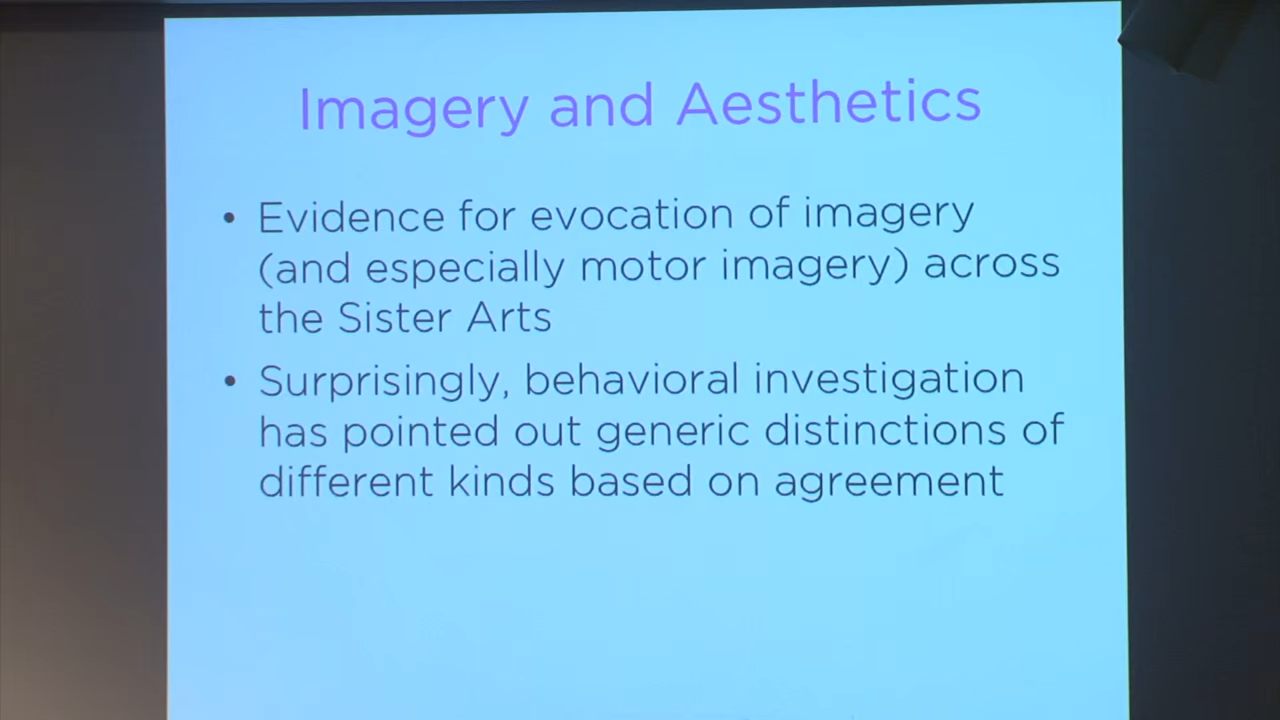 Imagery and Aesthetics
• Evidence for evocation of imagery
(and especially motor imagery) across
the Sister Arts
• Surprisingly, behavioral investigation
has pointed out generic distinctions of
different kinds based on agreement